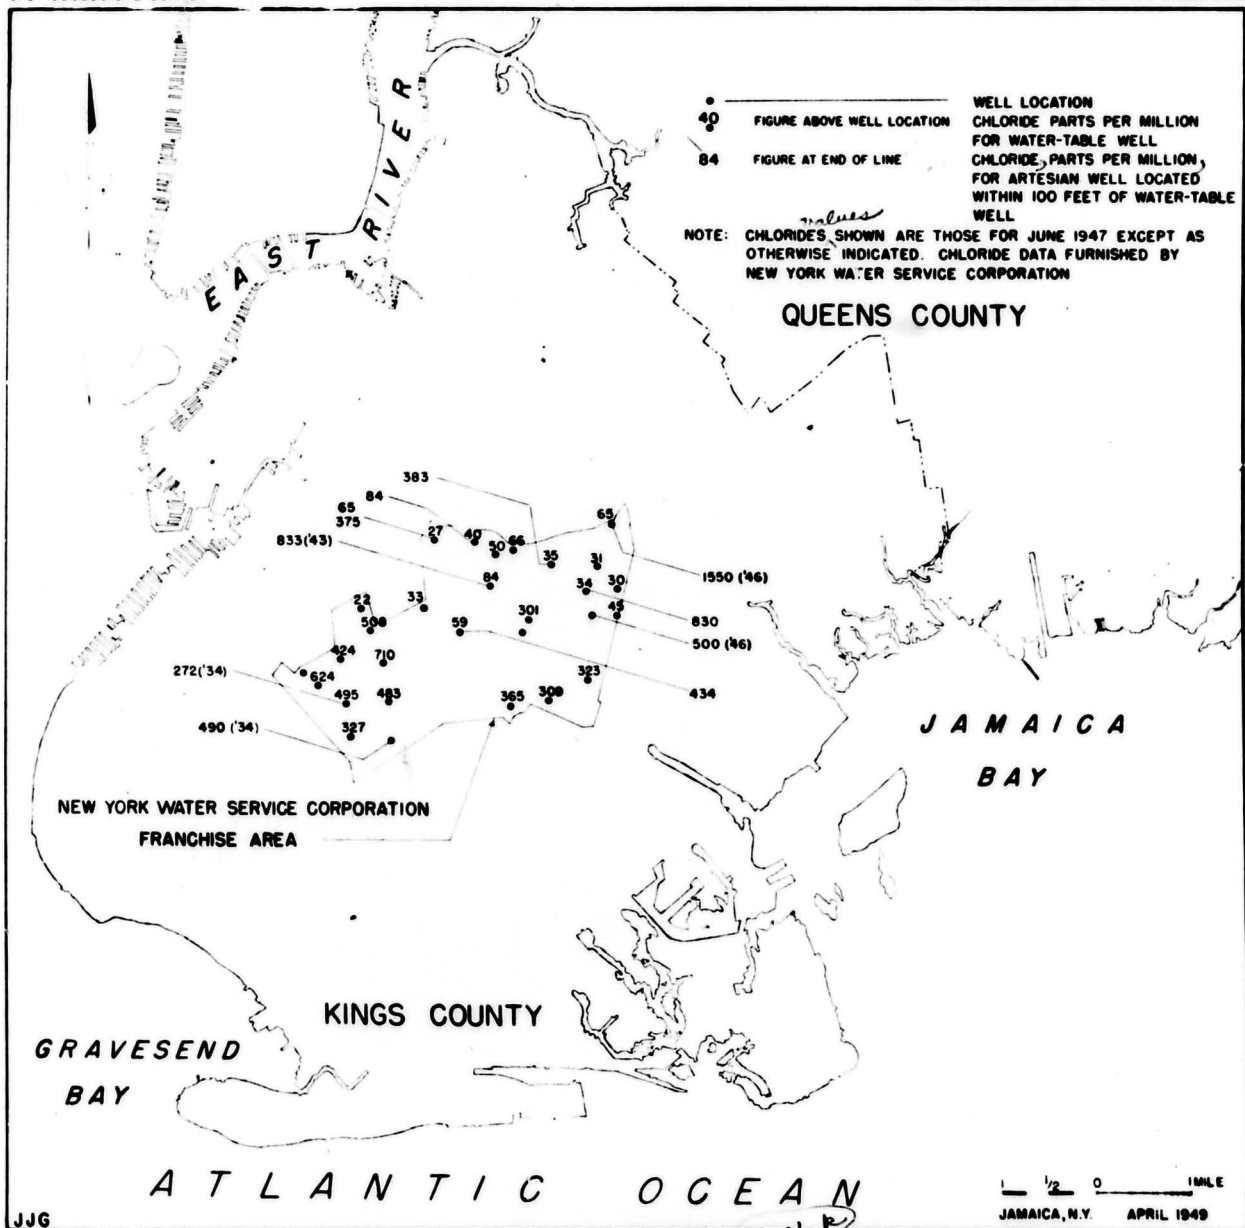 EAST RIVER
WELL LOCATION
40 FIGURE ABOVE WELL LOCATION CHLORIDE PARTS PER MILLION
FOR WATER-TABLE WELL
84 FIGURE AT END OF LINE CHLORIDE, PARTS PER MILLION,
FOR ARTESIAN WELL LOCATED
WITHIN 100 FEET OF WATER-TABLE
WELL
values
NOTE: CHLORIDES SHOWN ARE THOSE FOR JUNE 1947 EXCEPT AS
OTHERWISE INDICATED. CHLORIDE DATA FURNISHED BY
NEW YORK WATER SERVICE CORPORATION
QUEENS COUNTY
383
84
65
375
65
833('43)
27
40
50
66
35
31
1550 ('46)
84
34
30
22
33
301
45
830
508
59
500 ('46)
424
710
272('34)
624
323
434
495
483
365
309
490 ('34)
327
JAMAICA
BAY
NEW YORK WATER SERVICE CORPORATION
FRANCHISE AREA
KINGS COUNTY
GRAVESEND
BAY
ATLANTIC OCEAN
1 1/2 0 1 MILE
JAMAICA, N.Y. APRIL 1949
JJG